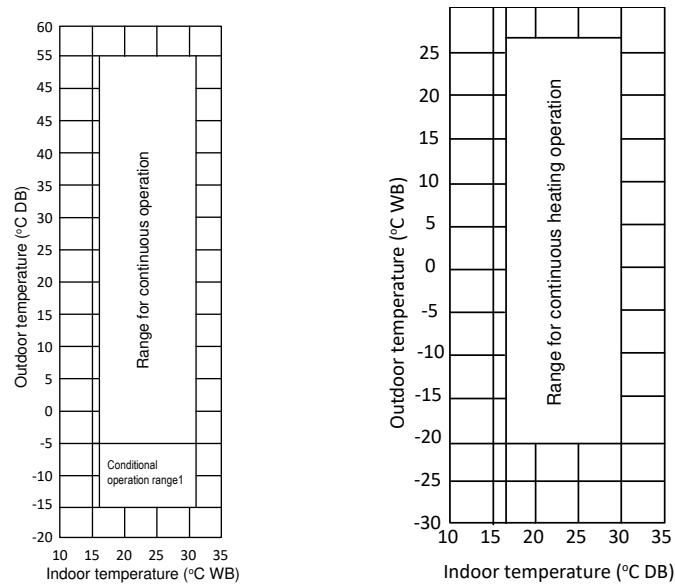 60
55
45
45
40
35
30
25
20
15
10
5
0
-5
-10
-15
-20
10 15 20 25 30 35
Outdoor temperature (°C DB)
Range for continuous operation
Conditional
operation range1
Indoor temperature (°C WB)
25
20
15
10
5
0
-5
-10
-15
-20
-25
-30
10 15 20 25 30 35
Outdoor temperature (°C WB)
Range for continuous heating operation
Indoor temperature (°C DB)